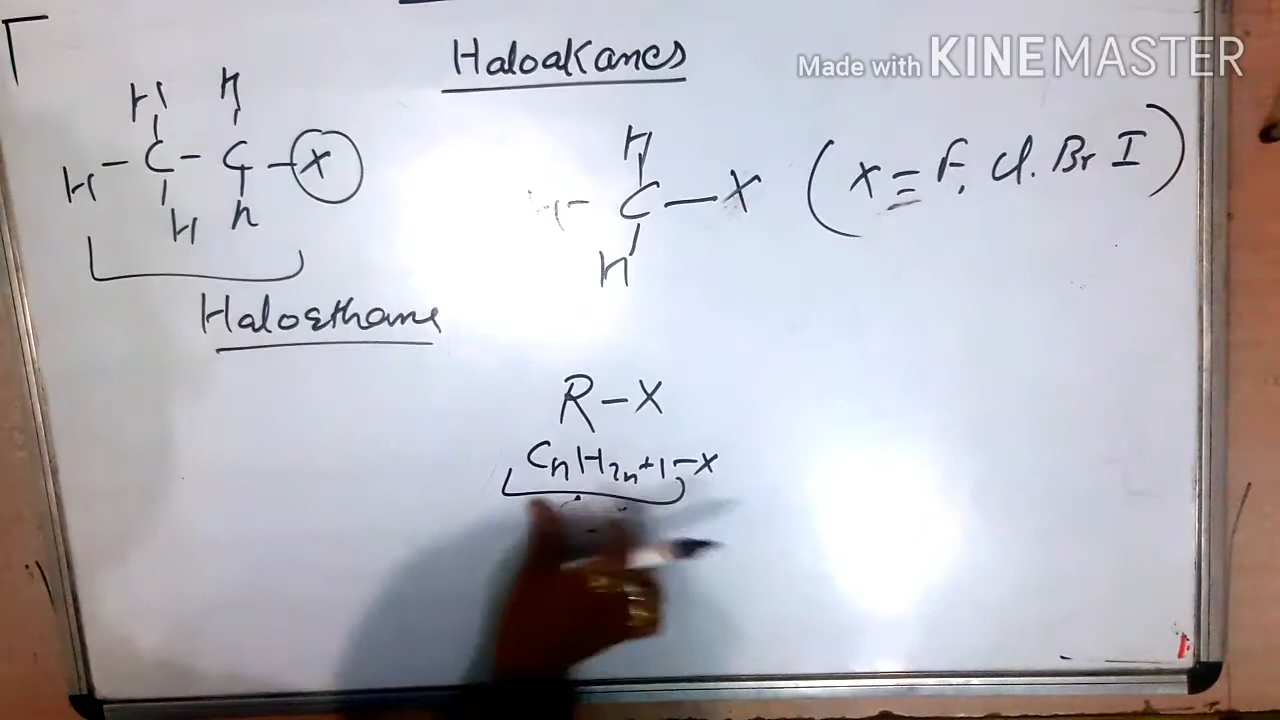 Haloalkanes
Made with KINEMASTER
H H
H - C - C - X
H H
Haloethane
H
H - C - X
H
(X = F, Cl. Br I)
R - X
CnH2n+1 - X